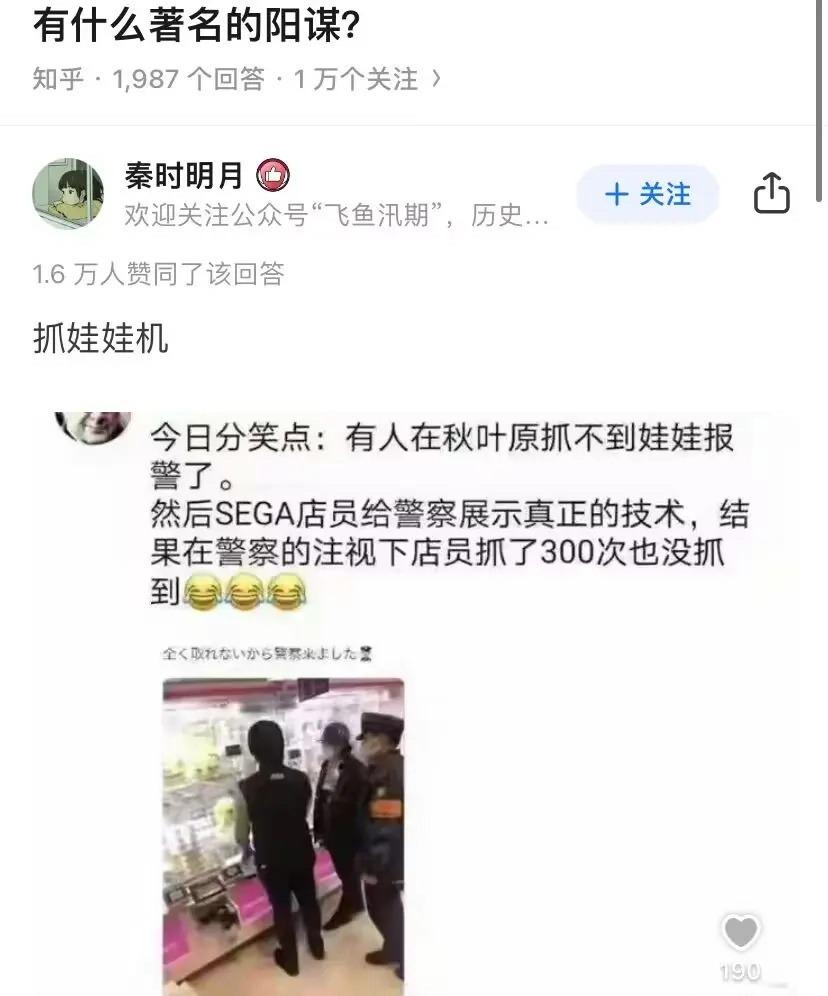 有什么著名的阳谋?
知乎 · 1,987 个回答 · 1 万个关注 >
秦时明月
+ 关注
欢迎关注公众号“飞鱼汛期”，历史...
1.6 万人赞同了该回答
抓娃娃机
今日分笑点：有人在秋叶原抓不到娃娃报
警了。
然后SEGA店员给警察展示真正的技术，结
果在警察的注视下店员抓了300次也没抓
到😂😂😂
全く取れないから警察来ました
190